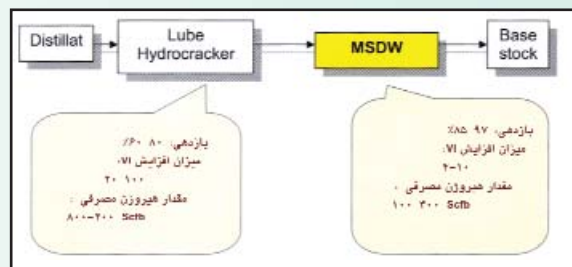 Distillat
Lube
Hydrocracker
MSDW
Base
stock
بازدهی: ۸۰ ۶۰٪
میزان افزایش VI:
۲۰ ۱۰۰
مقدار هیروزن مصرفی :
۸۰۰-۲۰۰ Scfb
بازدهی: ۹۷ ۸۵٪
میزان افزایش VI:
۲-۱۰
مقدار هیدروژن مصرفی :
۱۰۰ ۳۰۰ Scfb